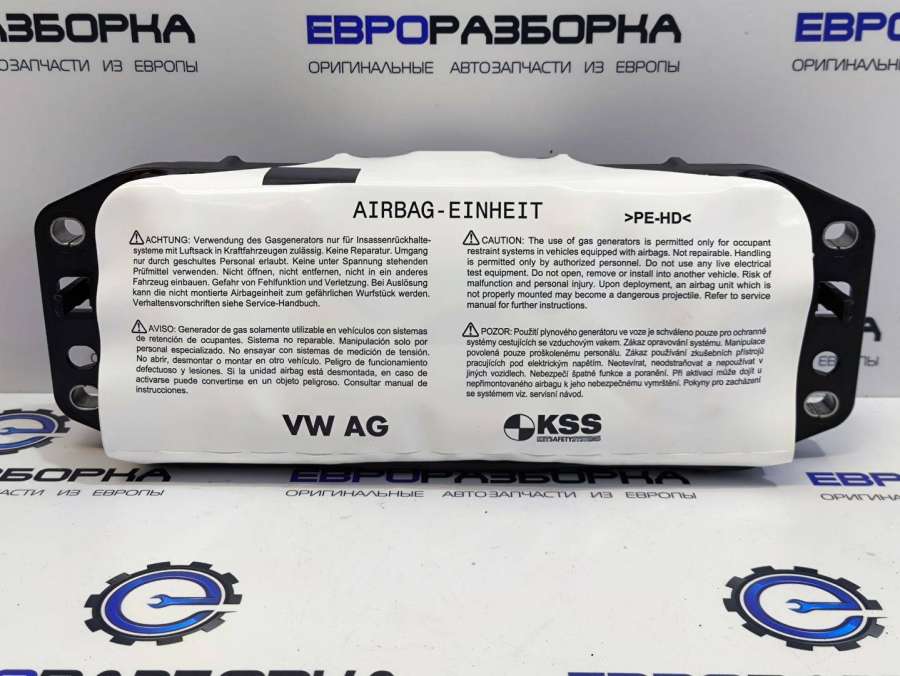 ЕВРОРАЗБОРКА
ЗАПЧАСТИ ИЗ ЕВРОПЫ
ЕВРОРАЗБОРКА
ОРИГИНАЛЬНЫЕ АВТОЗАПЧАСТИ ИЗ ЕВРОПЫ
ОРИГИНАЛЬНЫЕ
AIRBAG-EINHEIT
>PE-HD<
ACHTUNG: Verwendung des Gasgenerators nur für Insassenrückhalte-
systeme mit Luftsack in Kraftfahrzeugen zulässig. Keine Reparatur. Umgang
nur durch geschultes Personal erlaubt. Keine unter Spannung stehenden
Prüfmittel verwenden. Nicht öffnen, nicht entfernen, nicht in ein anderes
Fahrzeug einbauen. Gefahr von Fehlfunktion und Verletzung. Bei Auslösung
kann die nicht montierte Airbageinheit zum gefährlichen Wurfstück werden.
Verhaltensvorschriften siehe Service-Handbuch.
CAUTION: The use of gas generators is permitted only for occupant
restraint systems in vehicles equipped with airbags. Not repairable. Handling
is permitted only by authorized personnel. Do not use any live electrical
test equipment. Do not open, remove or install into another vehicle. Risk of
malfunction and personal injury. Upon deployment, an airbag unit which is
not properly mounted may become a dangerous projectile. Refer to service
manual for further instructions.
AVISO: Generador de gas solamente utilizable en vehículos con sistemas
de retención de ocupantes. Sistema no reparable. Manipulación solo por
personal especializado. No ensayar con sistemas de medición de tensión.
No abrir, desmontar o montar en otro vehículo. Peligro de funcionamiento
defectuoso y lesiones. Si la unidad airbag está desmontada, en caso de
activarse puede convertirse en un objeto peligroso. Consultar manual de
instrucciones.
POZOR: Použití plynového generátoru ve voze je schváleno pouze pro ochranné
systémy cestujících se vzduchovým vakem. Zákaz opravování systému. Manipulace
povolená pouze proškolenému personálu. Zákaz používání zkušebních přístrojů
pracujících pod elektrickým napětím. Neotevírat, neodstraňovat a nepoužívat v
jiných vozidlech. Nebezpečí špatné funkce a poranění. Při aktivaci může dojít u
nepřimontovaného airbagu k jeho nebezpečnému vymrštění. Pokyny pro zacházení
se systémem viz. servisní návod.
VW AG
KSS
KEYSAFETYSYSTEMS
РАЗБОРКА
ЗАПЧАСТИ ИЗ ЕВРОПЫ
ЕВРОРАЗБОРКА
ОРИГИНАЛЬНЫЕ АВТОЗАПЧАСТИ ИЗ ЕВРОПЫ
ЕВРОРАЗБОРКА